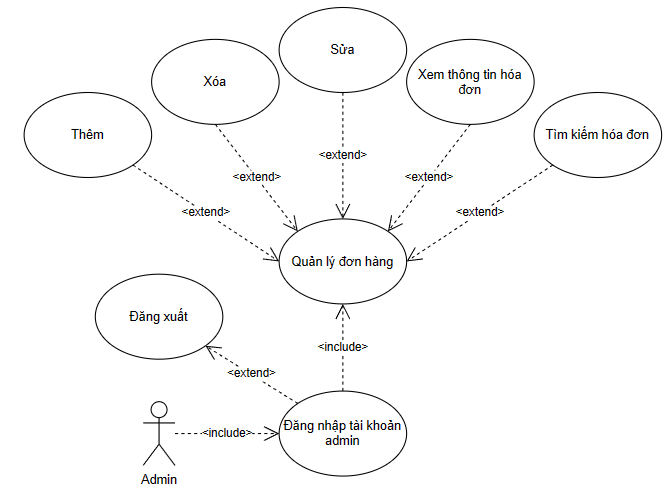 Sửa
Xóa
Xem thông tin hóa
đơn
Thêm
Tìm kiếm hóa đơn
<extend>
<extend>
<extend>
<extend>
<extend>
Quản lý đơn hàng
Đăng xuất
<include>
<extend>
Đăng nhập tài khoản
admin
<include>
Admin